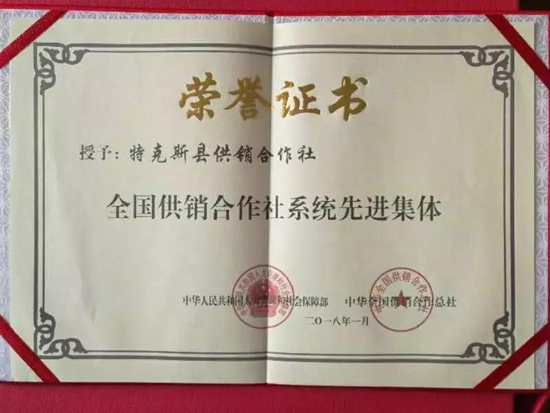 荣誉证书
授予：特克斯县供销合作社
全国供销合作社系统先进集体
中华人民共和国人力资源和社会保障部 中华全国供销合作总社
二〇一八年一月